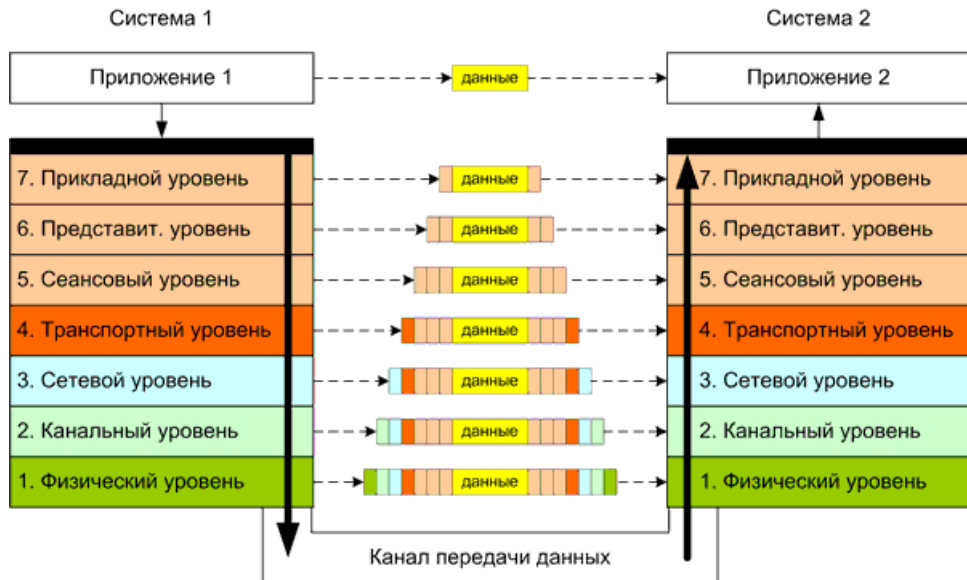 Система 1
Система 2
Приложение 1
данные
Приложение 2
7. Прикладной уровень
данные
7. Прикладной уровень
6. Представит. уровень
данные
6. Представит. уровень
5. Сеансовый уровень
данные
5. Сеансовый уровень
4. Транспортный уровень
данные
4. Транспортный уровень
3. Сетевой уровень
данные
3. Сетевой уровень
2. Канальный уровень
данные
2. Канальный уровень
1. Физический уровень
данные
1. Физический уровень
Канал передачи данных